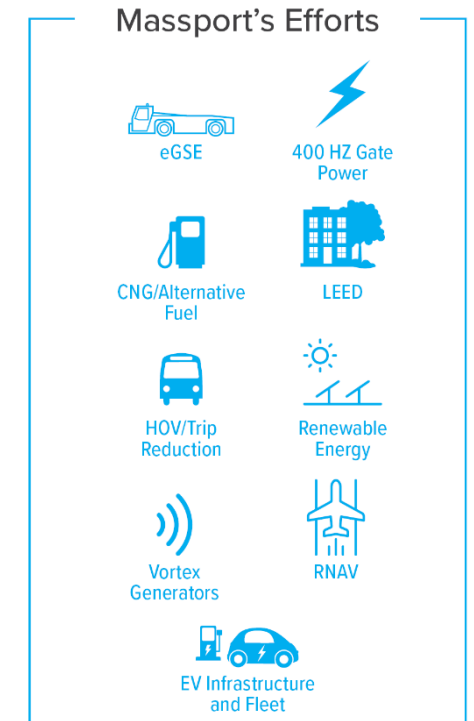 Massport's Efforts
eGSE
400 HZ Gate
Power
CNG/Alternative
Fuel
LEED
HOV/Trip
Reduction
Renewable
Energy
Vortex
Generators
RNAV
EV Infrastructure
and Fleet